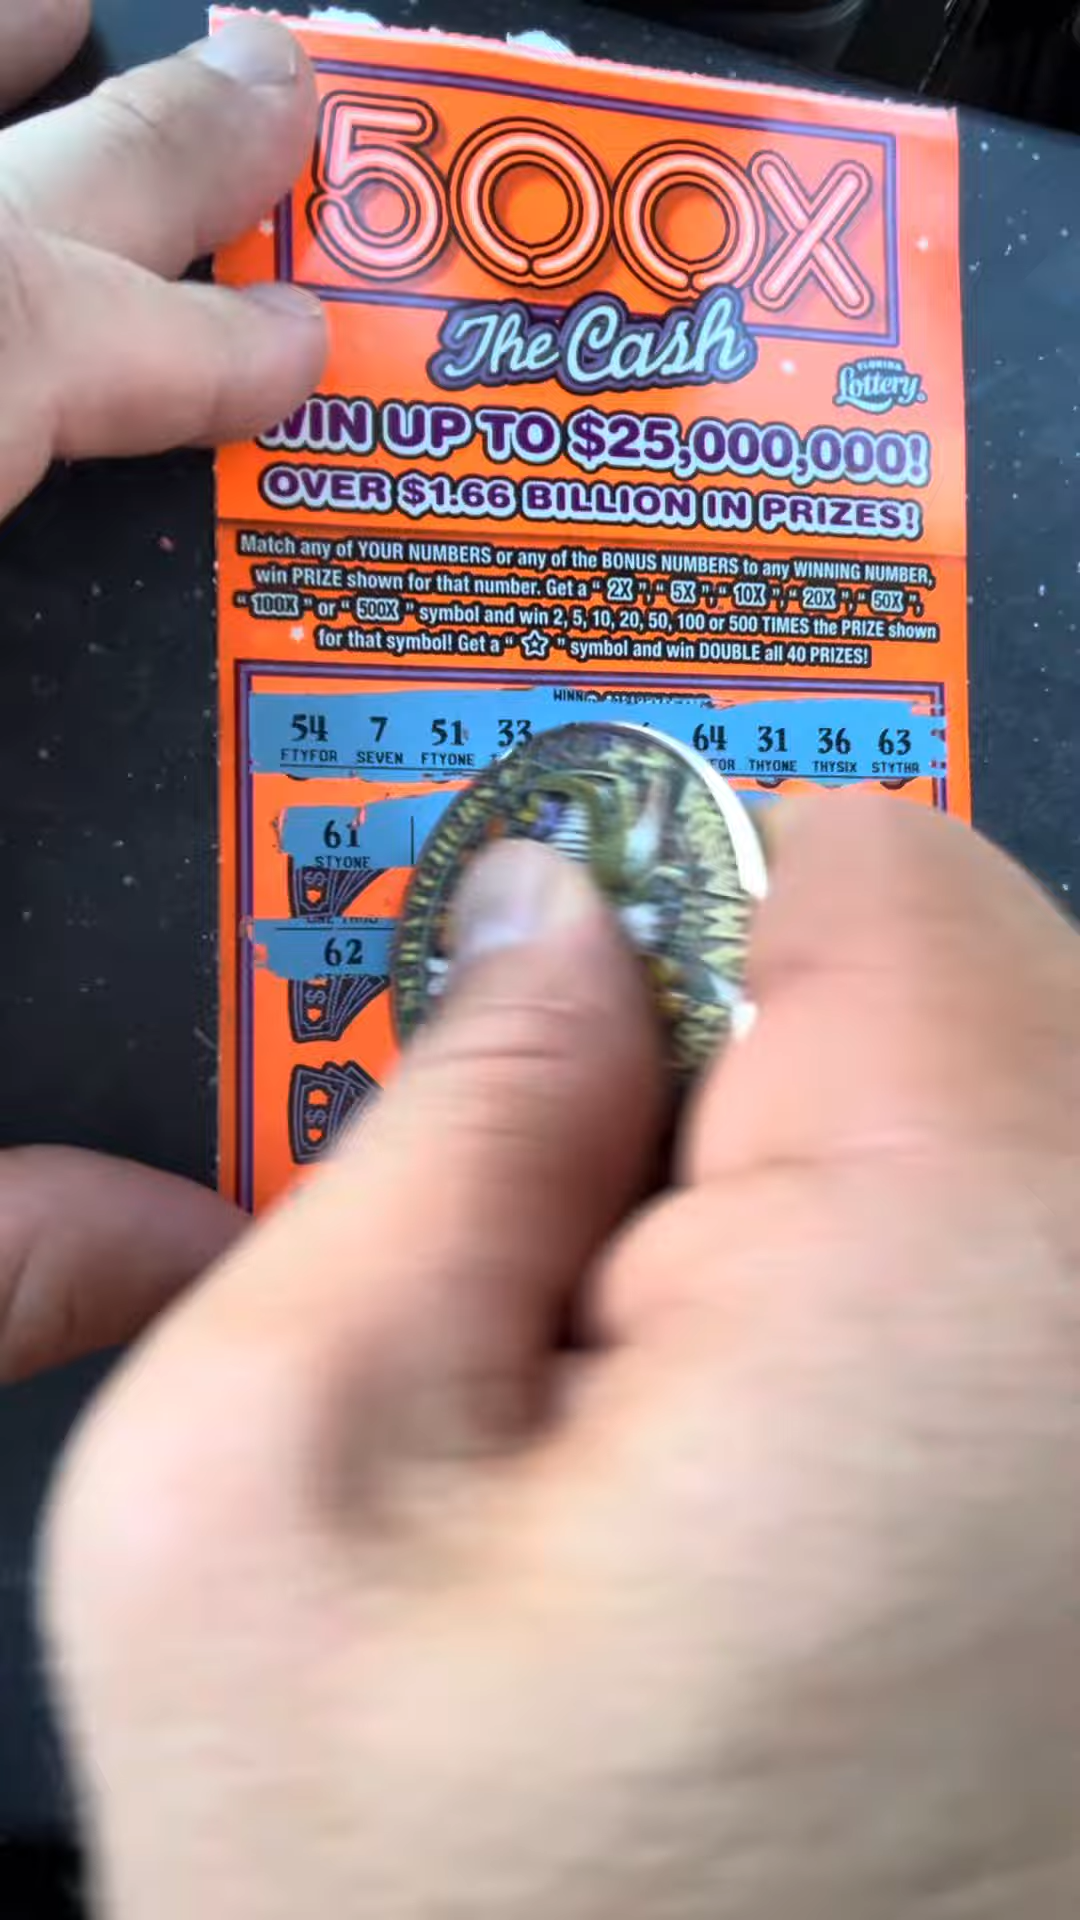 500X
The Cash
FLORIDA
Lottery
WIN UP TO $25,000,000!
OVER $1.66 BILLION IN PRIZES!
Match any of YOUR NUMBERS or any of the BONUS NUMBERS to any WINNING NUMBER,
win PRIZE shown for that number. Get a "2X", "5X", "10X", "20X", "50X",
"100X" or "500X" symbol and win 2, 5, 10, 20, 50, 100 or 500 TIMES the PRIZE shown
for that symbol! Get a "☆" symbol and win DOUBLE all 40 PRIZES!
54 7 51 33 64 31 36 63
FTYFOR SEVEN FTYONE THYONE THYSIX STYTHR
61
STYONE
62